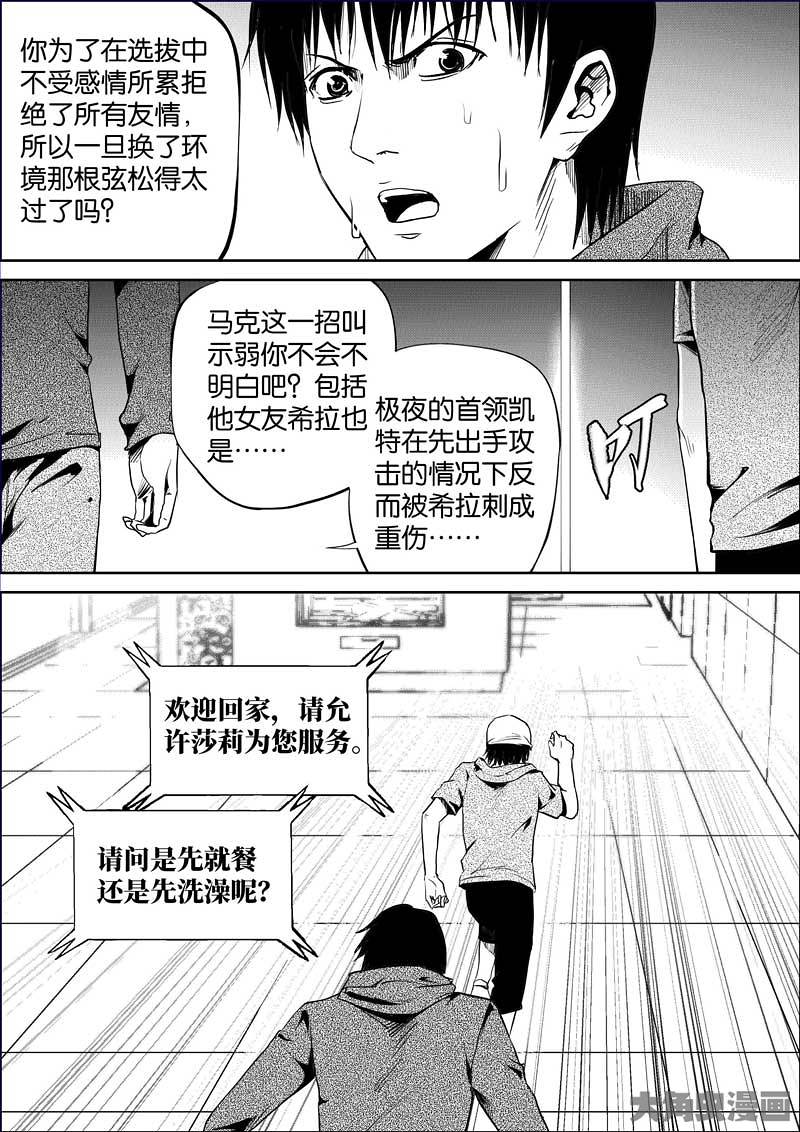 你为了在选拔中
不受感情所累拒
绝了所有友情，
所以一旦换了环
境那根弦松得太
过了吗？
马克这一招叫
示弱你不会不
明白吧？包括
他女友希拉也
是……
极夜的首领凯
特在先出手攻
击的情况下反
而被希拉刺成
重伤……
叮
欢迎回家，请允
许莎莉为您服务。
请问是先就餐
还是先洗澡呢？
大角虫漫画